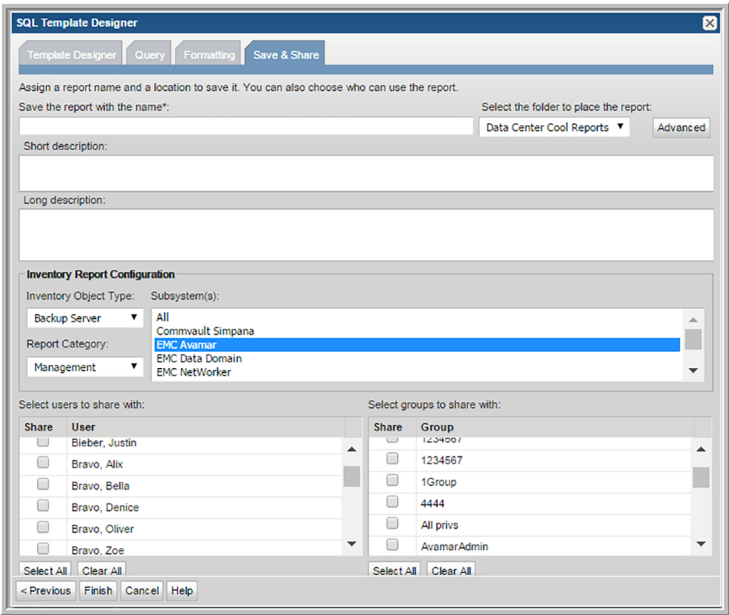 SQL Template Designer
Template Designer Query Formatting Save & Share
Assign a report name and a location to save it. You can also choose who can use the report.
Save the report with the name*: Select the folder to place the report:
Data Center Cool Reports Advanced
Short description:
Long description:
Inventory Report Configuration
Inventory Object Type: Subsystem(s):
Backup Server
All
Commvault Simpana
Report Category:
EMC Avamar
EMC Data Domain
Management
EMC NetWorker
Select users to share with: Select groups to share with:
Share User Share Group
Bieber, Justin 1234567
Bravo, Alix 1234567
Bravo, Bella 1Group
Bravo, Denice 4444
Bravo, Oliver All privs
Bravo, Zoe AvamarAdmin
Select All Clear All Select All Clear All
< Previous Finish Cancel Help